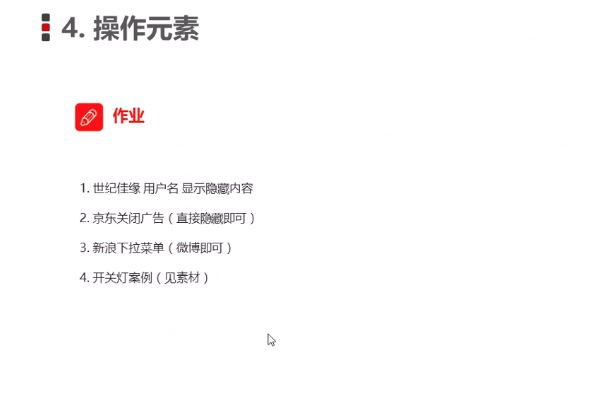 4. 操作元素
作业
1. 世纪佳缘 用户名 显示隐藏内容
2. 京东关闭广告（直接隐藏即可）
3. 新浪下拉菜单（微博即可）
4. 开关灯案例（见素材）